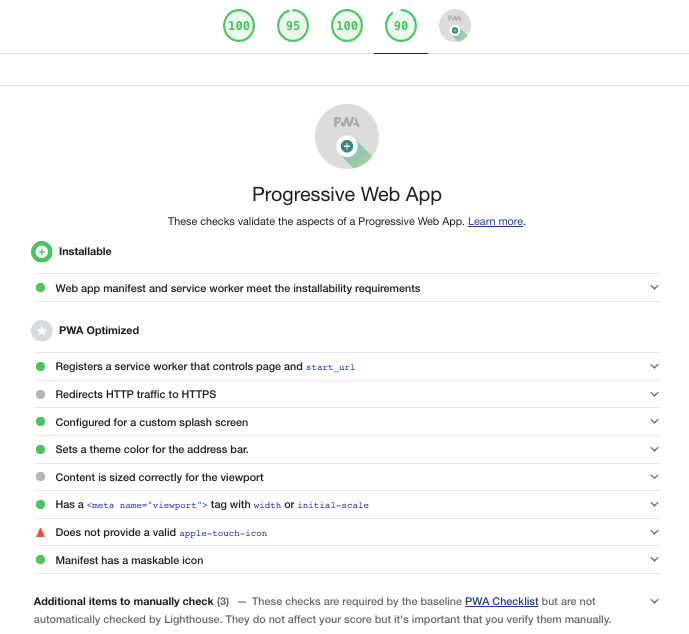 100 95 100 90 PWA
PWA
Progressive Web App
These checks validate the aspects of a Progressive Web App. Learn more.
Installable
Web app manifest and service worker meet the installability requirements
PWA Optimized
Registers a service worker that controls page and start_url
Redirects HTTP traffic to HTTPS
Configured for a custom splash screen
Sets a theme color for the address bar.
Content is sized correctly for the viewport
Has a <meta name="viewport"> tag with width or initial-scale
Does not provide a valid apple-touch-icon
Manifest has a maskable icon
Additional items to manually check (3) — These checks are required by the baseline PWA Checklist but are not
automatically checked by Lighthouse. They do not affect your score but it's important that you verify them manually.